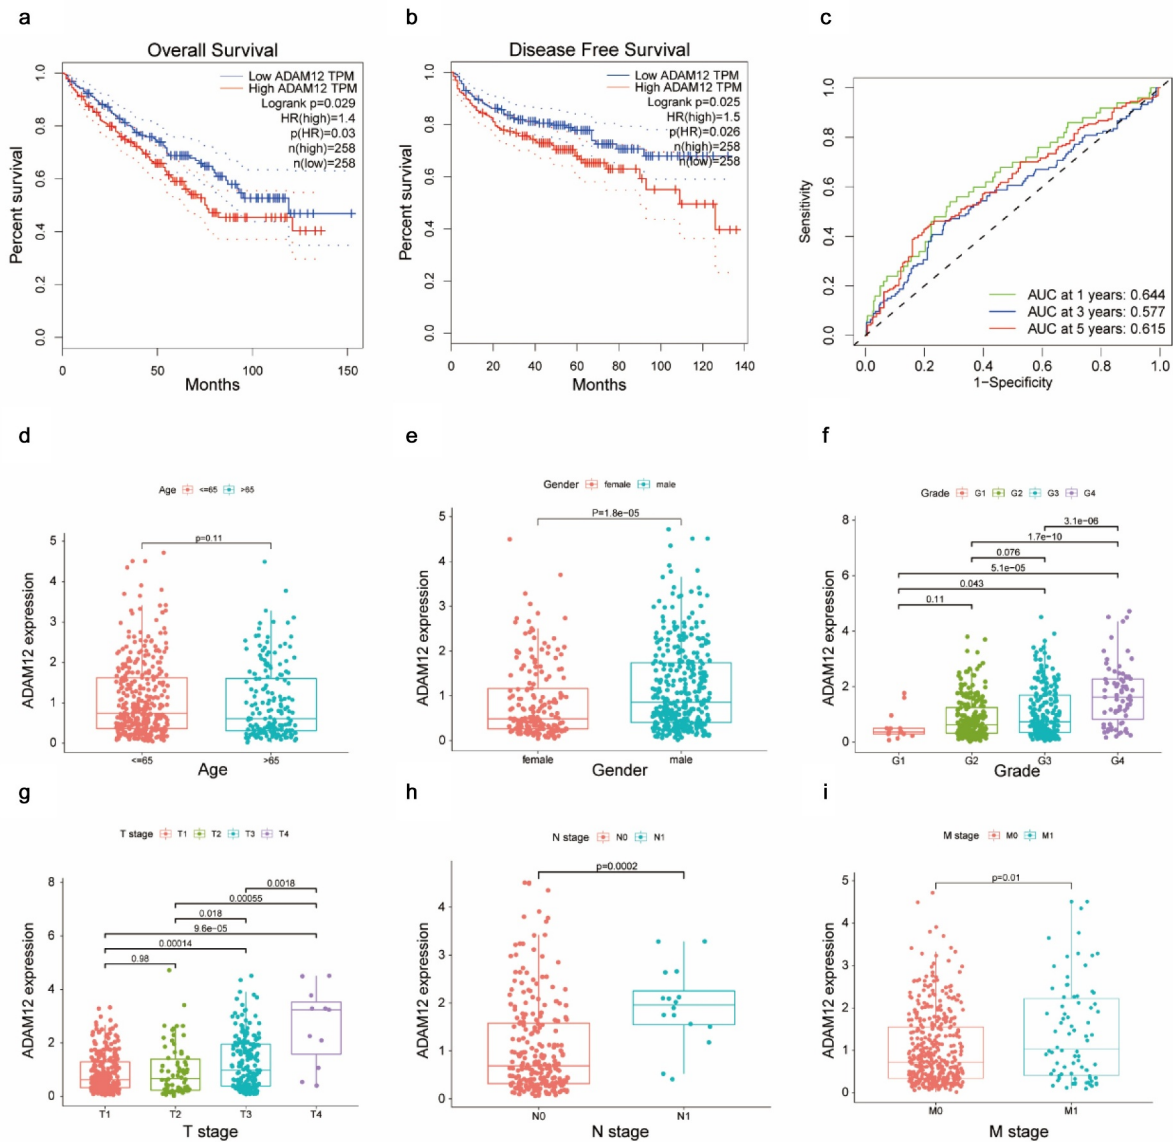 a
Overall Survival
Low ADAM12 TPM
High ADAM12 TPM
Logrank p=0.029
HR(high)=1.4
p(HR)=0.03
n(high)=258
n(low)=258
Percent survival
1.0
0.8
0.6
0.4
0.2
0.0
0 50 100 150
Months
b
Disease Free Survival
Low ADAM12 TPM
High ADAM12 TPM
Logrank p=0.025
HR(high)=1.5
p(HR)=0.026
n(high)=258
n(low)=258
Percent survival
1.0
0.8
0.6
0.4
0.2
0.0
0 20 40 60 80 100 120 140
Months
c
Sensitivity
1.0
0.8
0.6
0.4
0.2
0.0
AUC at 1 years: 0.644
AUC at 3 years: 0.577
AUC at 5 years: 0.615
0.0 0.2 0.4 0.6 0.8 1.0
1−Specificity
d
Age <=65 >65
p=0.11
ADAM12 expression
5
4
3
2
1
0
<=65 >65
Age
e
Gender female male
P=1.8e−05
ADAM12 expression
5
4
3
2
1
0
female male
Gender
f
Grade G1 G2 G3 G4
3.1e−06
1.7e−10
0.076
5.1e−05
0.043
0.11
ADAM12 expression
8
6
4
2
0
G1 G2 G3 G4
Grade
g
T stage T1 T2 T3 T4
0.0018
0.00055
0.018
9.6e−05
0.00014
0.98
ADAM12 expression
8
6
4
2
0
T1 T2 T3 T4
T stage
h
N stage N0 N1
p=0.0002
ADAM12 expression
4
3
2
1
0
N0 N1
N stage
i
M stage M0 M1
p=0.01
ADAM12 expression
5
4
3
2
1
0
M0 M1
M stage